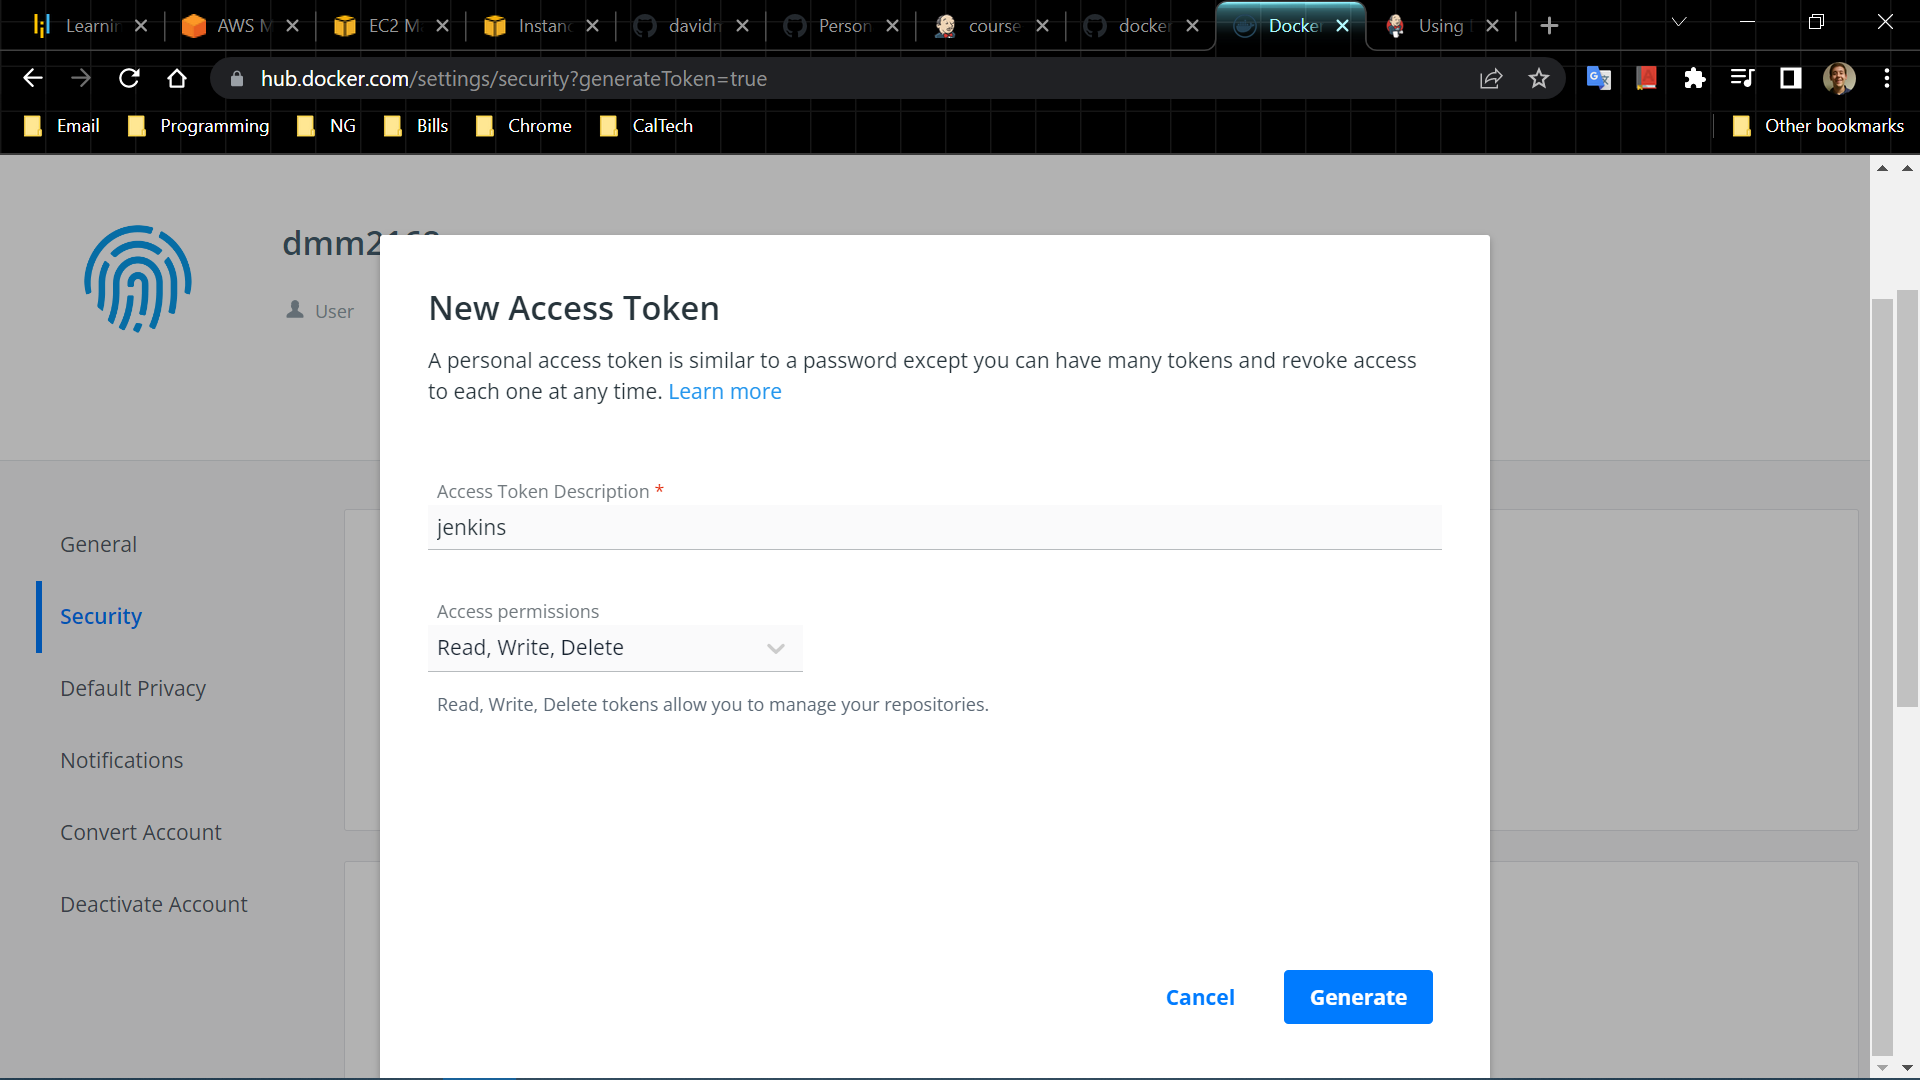 Learnin
AWS M
EC2 M
Instanc
davidm
Person
course
docker
Docker
Using
hub.docker.com/settings/security?generateToken=true
Email
Programming
NG
Bills
Chrome
CalTech
Other bookmarks
User
New Access Token
A personal access token is similar to a password except you can have many tokens and revoke access
to each one at any time. Learn more
Access Token Description *
jenkins
Access permissions
Read, Write, Delete
Read, Write, Delete tokens allow you to manage your repositories.
General
Security
Default Privacy
Notifications
Convert Account
Deactivate Account
Cancel
Generate